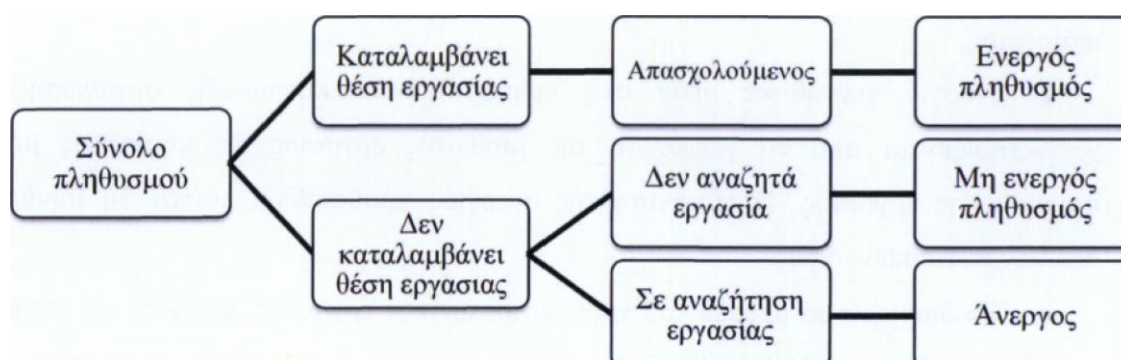 Σύνολο
πληθυσμού
Καταλαμβάνει
θέση εργασίας
Απασχολούμενος
Ενεργός
πληθυσμός
Δεν
καταλαμβάνει
θέση εργασιας
Δεν αναζητά
εργασία
Μη ενεργός
πληθυσμός
Σε αναζήτηση
εργασίας
Άνεργος